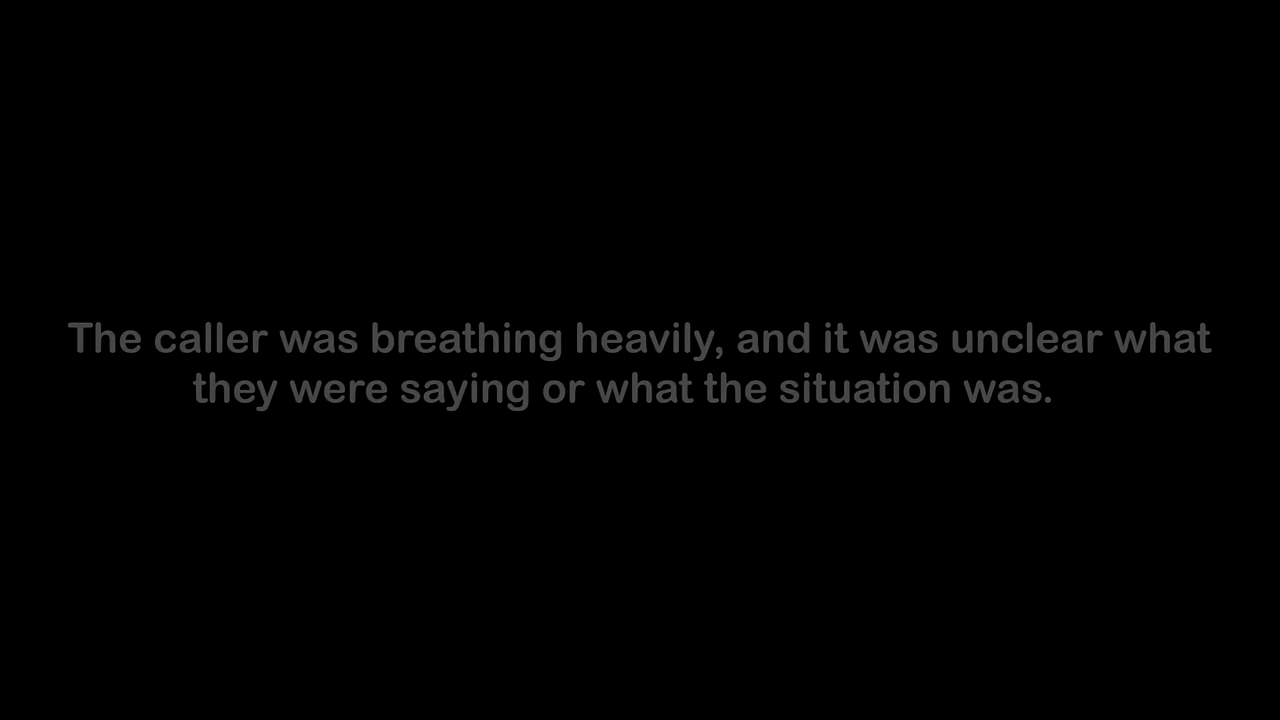 The caller was breathing heavily, and it was unclear what
they were saying or what the situation was.